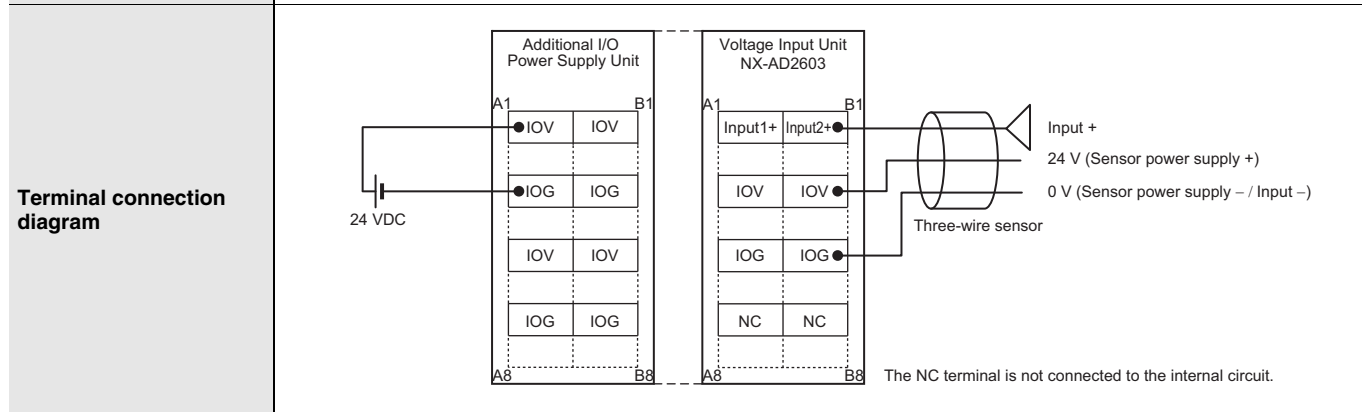 Terminal connection
diagram
Additional I/O
Power Supply Unit
A1
B1
IOV
IOV
IOG
IOG
IOV
IOV
IOG
IOG
A8
B8
24 VDC
Voltage Input Unit
NX-AD2603
A1
B1
Input1+
Input2+
IOV
IOV
IOG
IOG
NC
NC
A8
B8
Input +
24 V (Sensor power supply +)
0 V (Sensor power supply – / Input –)
Three-wire sensor
The NC terminal is not connected to the internal circuit.